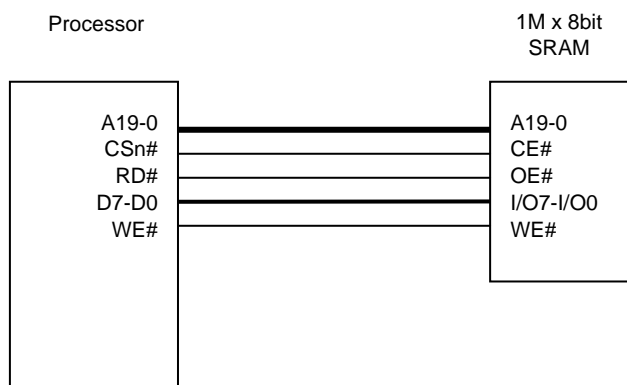 Processor
1M x 8bit
SRAM
A19-0
CSn#
RD#
D7-D0
WE#
A19-0
CE#
OE#
I/O7-I/O0
WE#